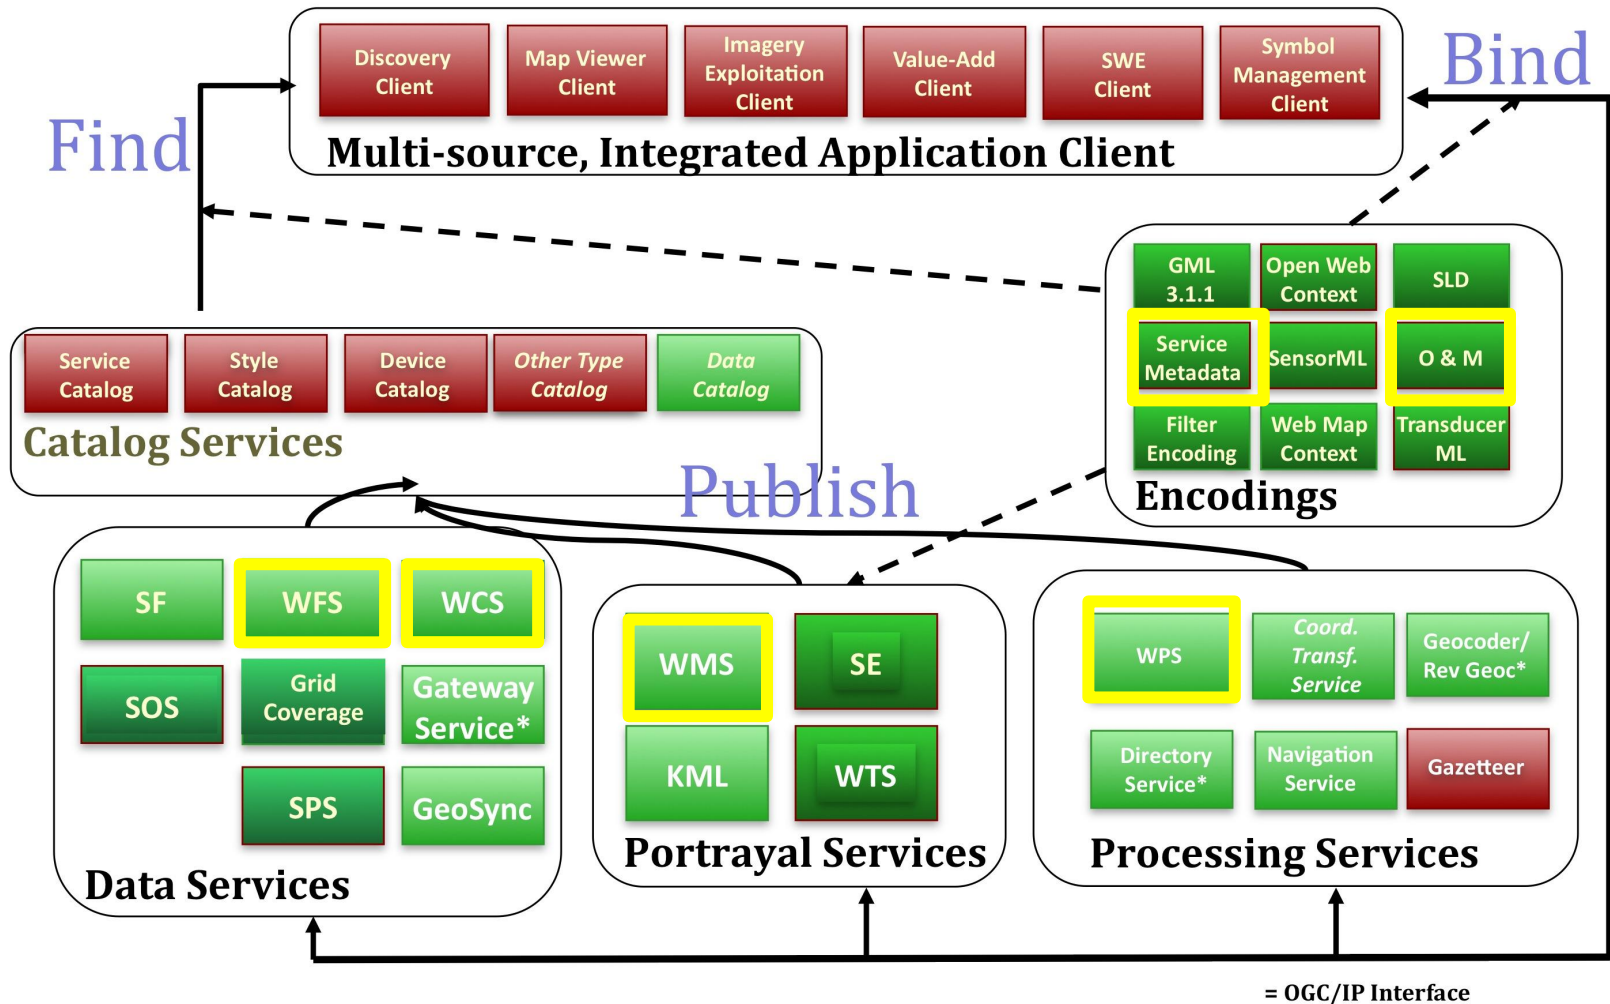 Discovery
Client
Map Viewer
Client
Imagery
Exploitation
Client
Value-Add
Client
SWE
Client
Symbol
Management
Client
Multi-source, Integrated Application Client
Bind
Find
GML
3.1.1
Open Web
Context
SLD
Service
Metadata
SensorML
O & M
Filter
Encoding
Web Map
Context
Transducer
ML
Encodings
Service
Catalog
Style
Catalog
Device
Catalog
Other Type
Catalog
Data
Catalog
Catalog Services
Publish
SF
WFS
WCS
SOS
Grid
Coverage
Gateway
Service*
SPS
GeoSync
Data Services
WMS
SE
KML
WTS
Portrayal Services
WPS
Coord.
Transf.
Service
Geocoder/
Rev Geoc*
Directory
Service*
Navigation
Service
Gazetteer
Processing Services
= OGC/IP Interface